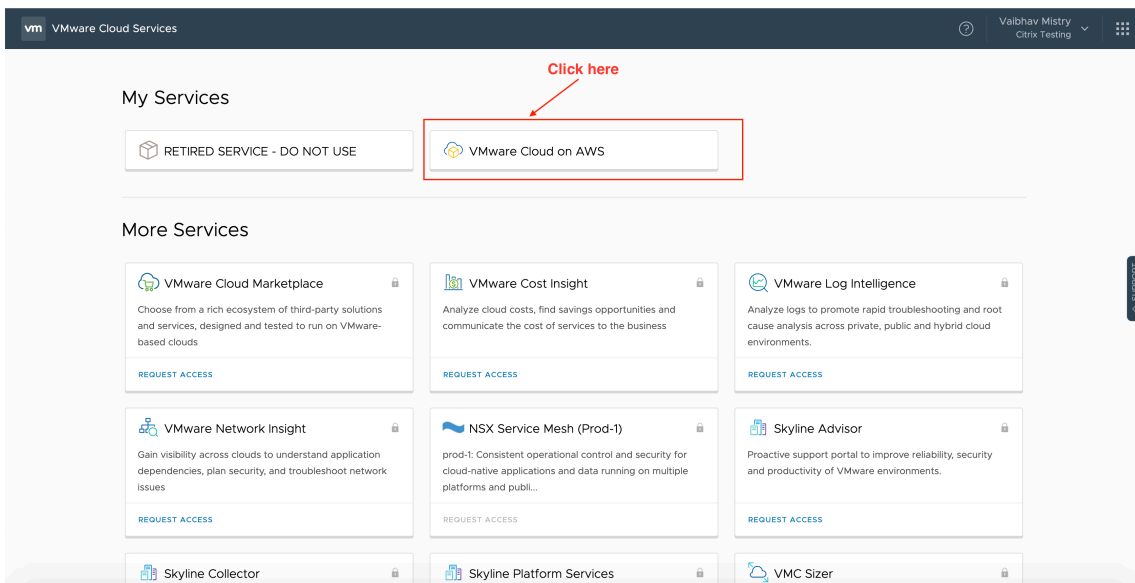 vm VMware Cloud Services
Vaibhav Mistry
Citrix Testing
Click here
My Services
RETIRED SERVICE - DO NOT USE
VMware Cloud on AWS
More Services
VMware Cloud Marketplace
Choose from a rich ecosystem of third-party solutions
and services, designed and tested to run on VMware-
based clouds
REQUEST ACCESS
VMware Cost Insight
Analyze cloud costs, find savings opportunities and
communicate the cost of services to the business
REQUEST ACCESS
VMware Log Intelligence
Analyze logs to promote rapid troubleshooting and root
cause analysis across private, public and hybrid cloud
environments.
REQUEST ACCESS
SUPPORT
VMware Network Insight
Gain visibility across clouds to understand application
dependencies, plan security, and troubleshoot network
issues
REQUEST ACCESS
NSX Service Mesh (Prod-1)
prod-1: Consistent operational control and security for
cloud-native applications and data running on multiple
platforms and publi...
REQUEST ACCESS
Skyline Advisor
Proactive support portal to improve reliability, security
and productivity of VMware environments.
REQUEST ACCESS
Skyline Collector
Skyline Platform Services
VMC Sizer